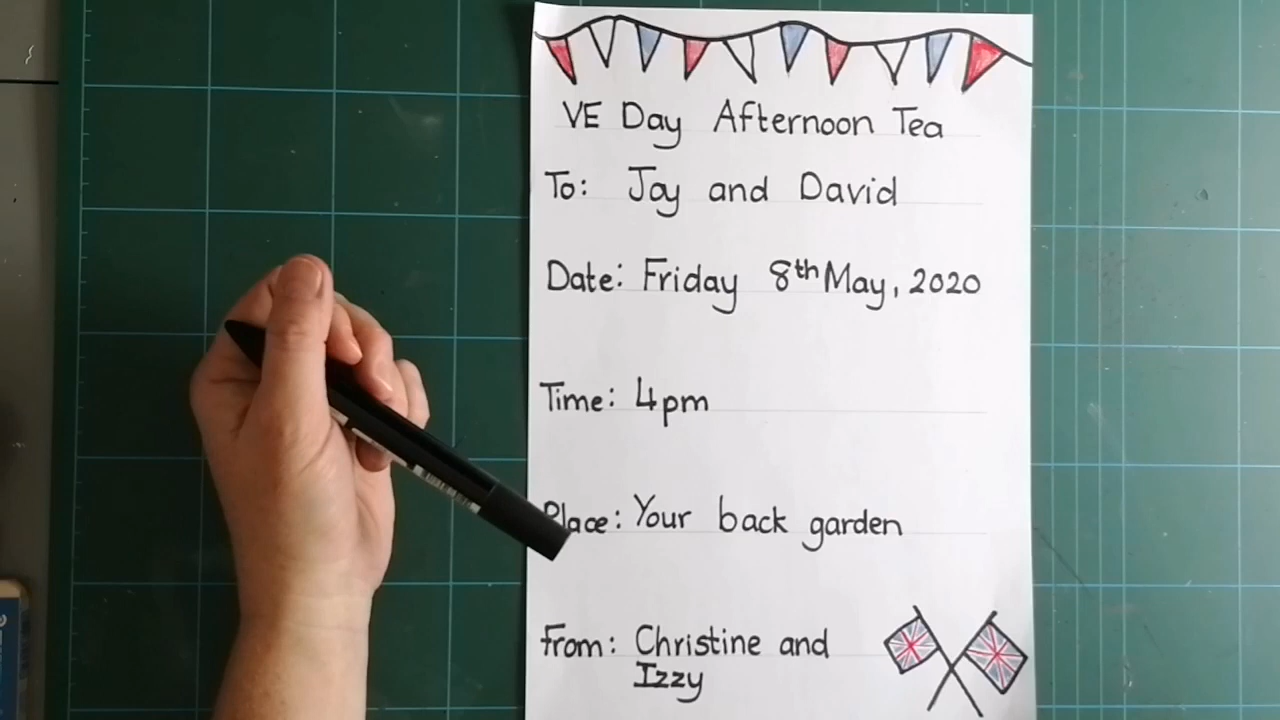 VE Day Afternoon Tea
To: Joy and David
Date: Friday 8th May, 2020
Time: 4pm
Place: Your back garden
From: Christine and
Izzy